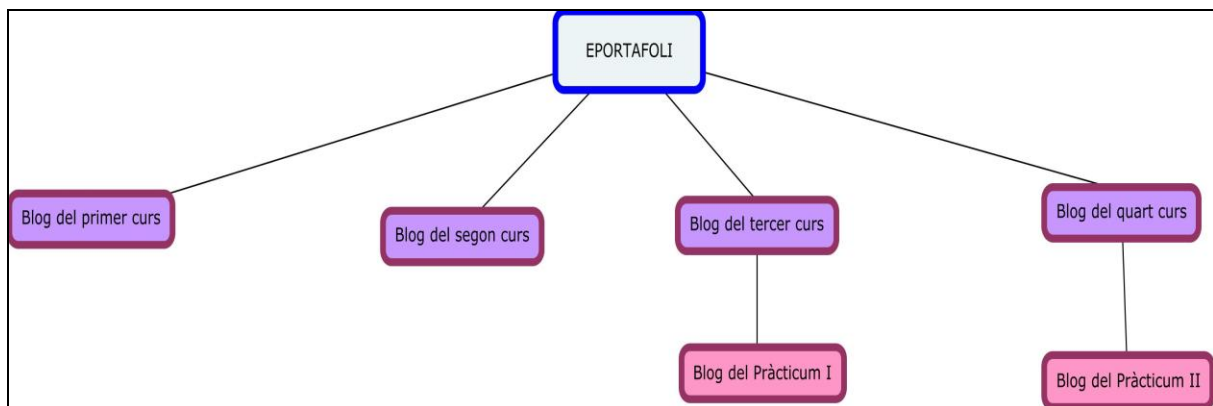 EPORTAFOLI
Blog del primer curs
Blog del segon curs
Blog del tercer curs
Blog del quart curs
Blog del Pràcticum I
Blog del Pràcticum II